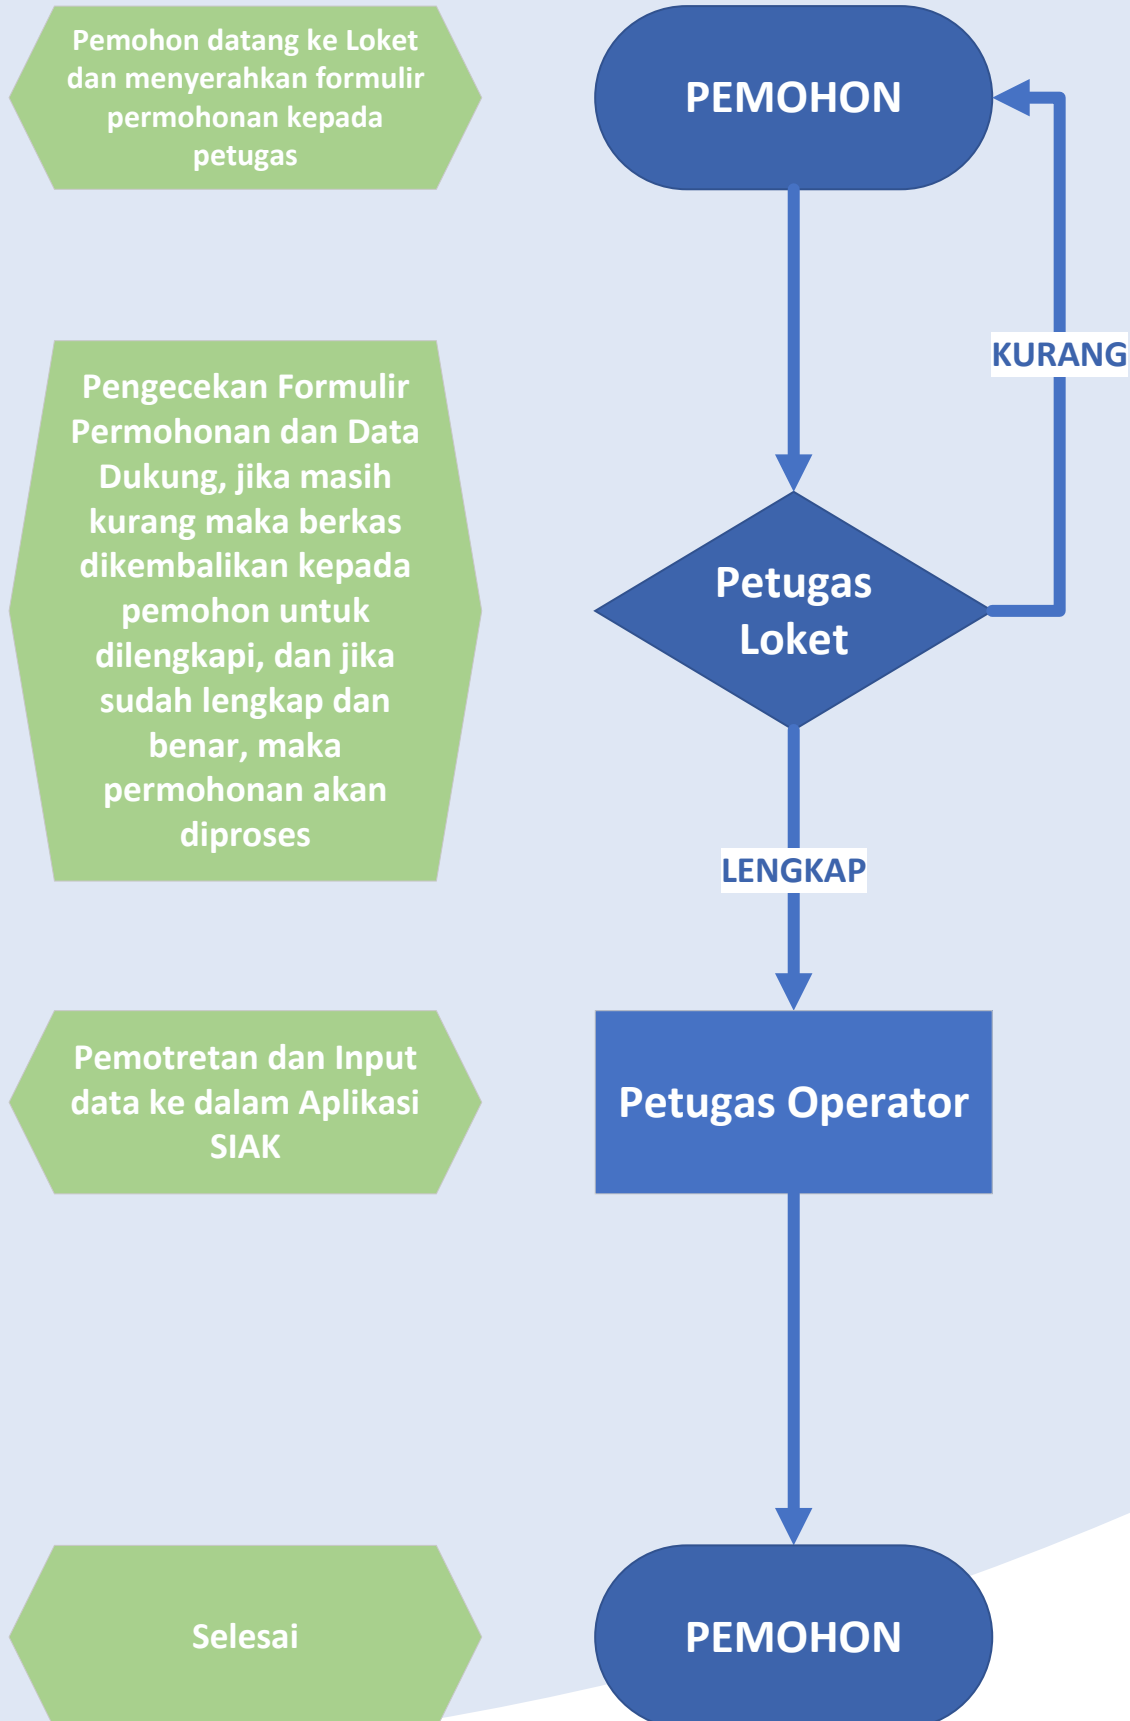 Pemohon datang ke Loket
dan menyerahkan formulir
permohonan kepada
petugas
PEMOHON
KURANG
Pengecekan Formulir
Permohonan dan Data
Dukung, jika masih
kurang maka berkas
dikembalikan kepada
pemohon untuk
dilengkapi, dan jika
sudah lengkap dan
benar, maka
permohonan akan
diproses
Petugas
Loket
LENGKAP
Pemotretan dan Input
data ke dalam Aplikasi
SIAK
Petugas Operator
Selesai
PEMOHON